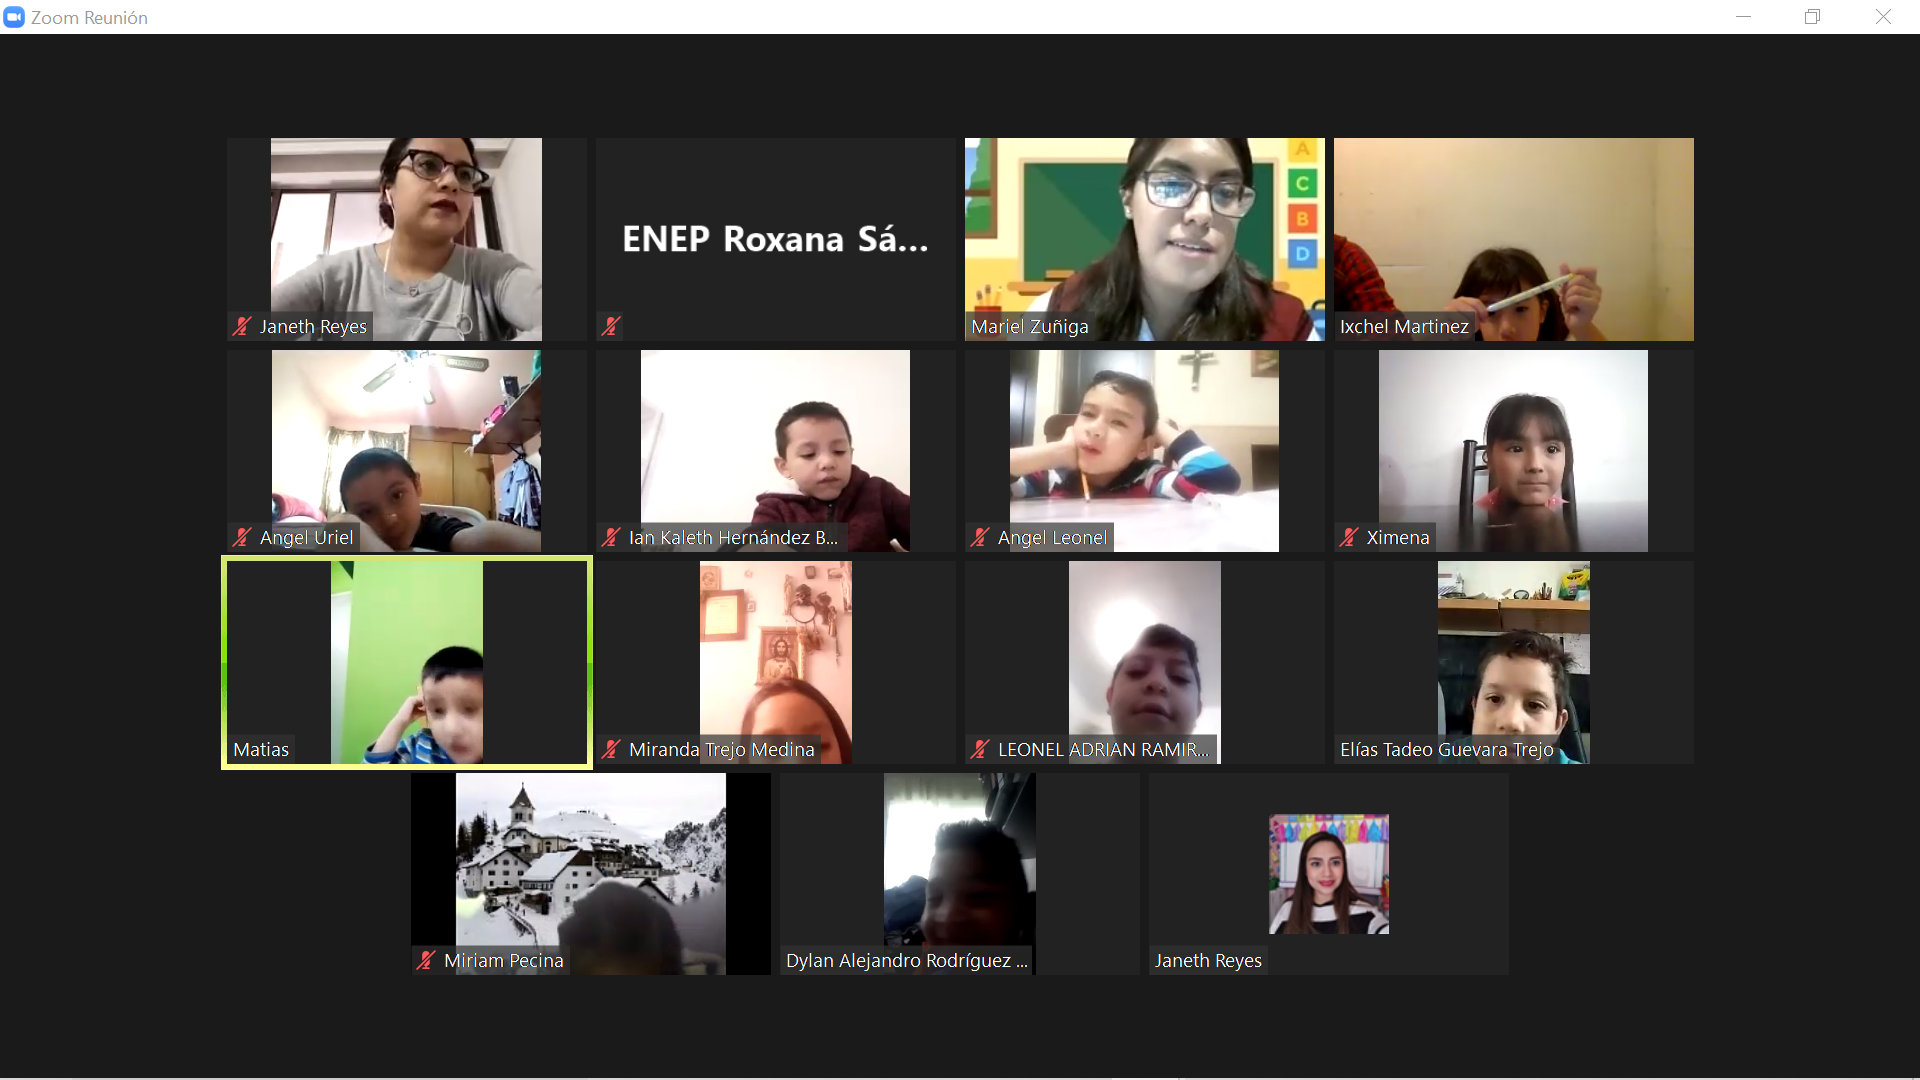 Zoom Reunión
Janeth Reyes
ENEP Roxana Sá...
Mariel Zuñiga
A
C
B
D
Ixchel Martinez
Angel Uriel
Ian Kaleth Hernández B...
Angel Leonel
Ximena
Matias
Miranda Trejo Medina
LEONEL ADRIAN RAMIR...
Elías Tadeo Guevara Trejo
Miriam Pecina
Dylan Alejandro Rodríguez ...
Janeth Reyes